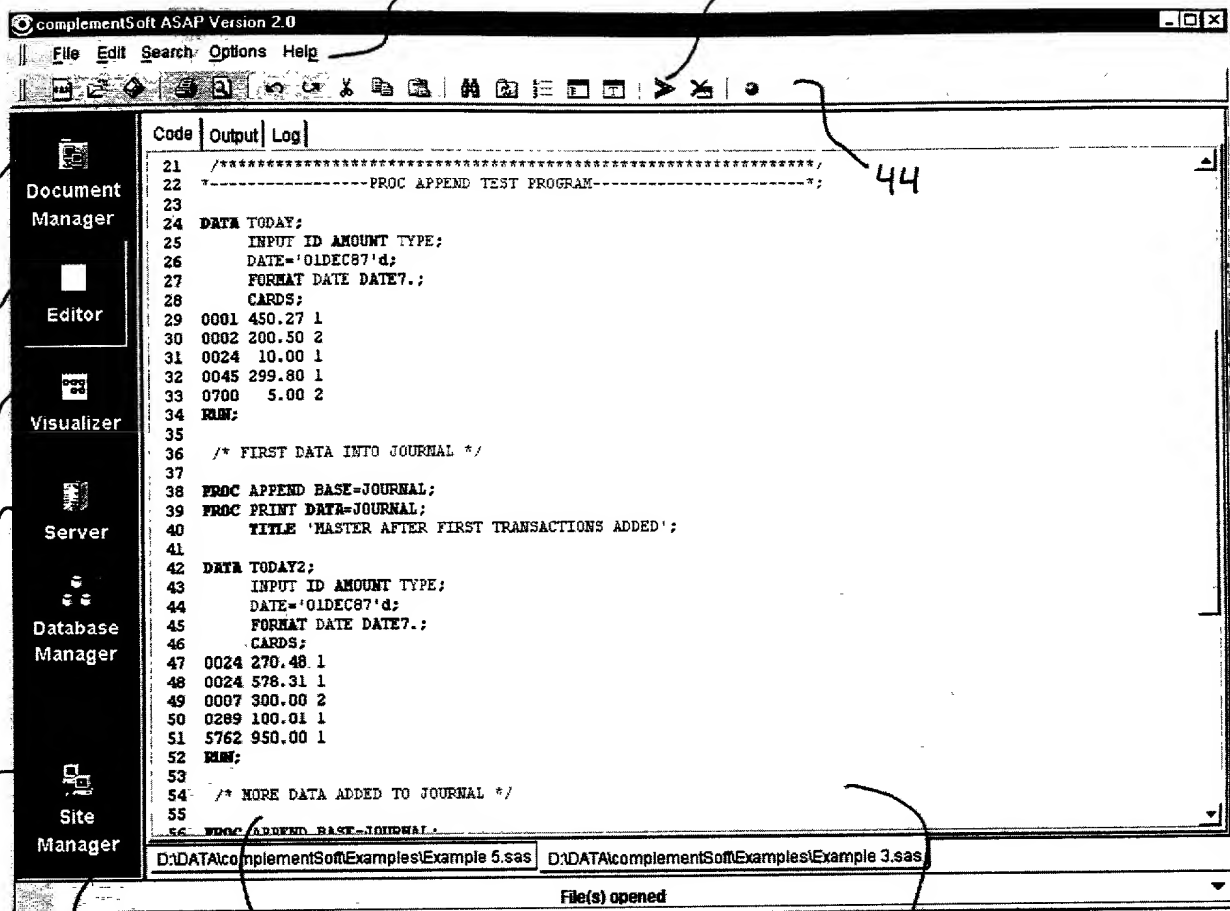 complementSoft ASAP Version 2.0
File Edit Search Options Help
44
Document Manager
Editor
Visualizer
Server
Database Manager
Site Manager
Code Output Log
21 /****************************************************************/
22 *-----------------PROC APPEND TEST PROGRAM-----------------------*;
23
24 DATA TODAY;
25 INPUT ID AMOUNT TYPE;
26 DATE='01DEC87'd;
27 FORMAT DATE DATE7.;
28 CARDS;
29 0001 450.27 1
30 0002 200.50 2
31 0024 10.00 1
32 0045 299.80 1
33 0700 5.00 2
34 RUN;
35
36 /* FIRST DATA INTO JOURNAL */
37
38 PROC APPEND BASE=JOURNAL;
39 PROC PRINT DATA=JOURNAL;
40 TITLE 'MASTER AFTER FIRST TRANSACTIONS ADDED';
41
42 DATA TODAY2;
43 INPUT ID AMOUNT TYPE;
44 DATE='01DEC87'd;
45 FORMAT DATE DATE7.;
46 CARDS;
47 0024 270.48 1
48 0024 578.31 1
49 0007 300.00 2
50 0289 100.01 1
51 5762 950.00 1
52 RUN;
53
54 /* MORE DATA ADDED TO JOURNAL */
55
56 PROC APPEND BASE=JOURNAL;
D:\DATA\complementSoft\Examples\Example 5.sas D:\DATA\complementSoft\Examples\Example 3.sas
File(s) opened